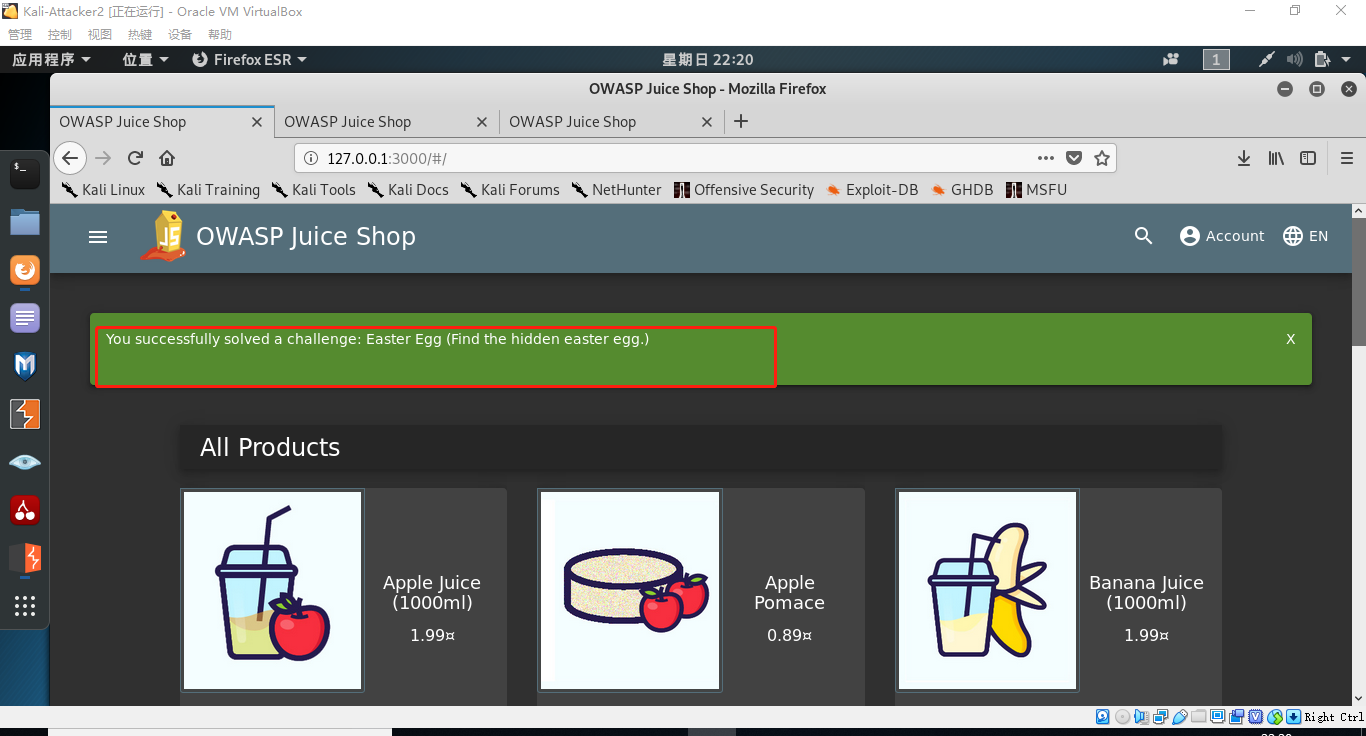 Kali-Attacker2 [正在运行] - Oracle VM VirtualBox
管理 控制 视图 热键 设备 帮助
应用程序 位置 Firefox ESR 星期日 22:20 1
OWASP Juice Shop - Mozilla Firefox
OWASP Juice Shop OWASP Juice Shop OWASP Juice Shop
127.0.0.1:3000/#/
Kali Linux Kali Training Kali Tools Kali Docs Kali Forums NetHunter Offensive Security Exploit-DB GHDB MSFU
JS OWASP Juice Shop Account EN
You successfully solved a challenge: Easter Egg (Find the hidden easter egg.) X
All Products
Apple Juice (1000ml)
1.99¤
Apple Pomace
0.89¤
Banana Juice (1000ml)
1.99¤
Right Ctrl